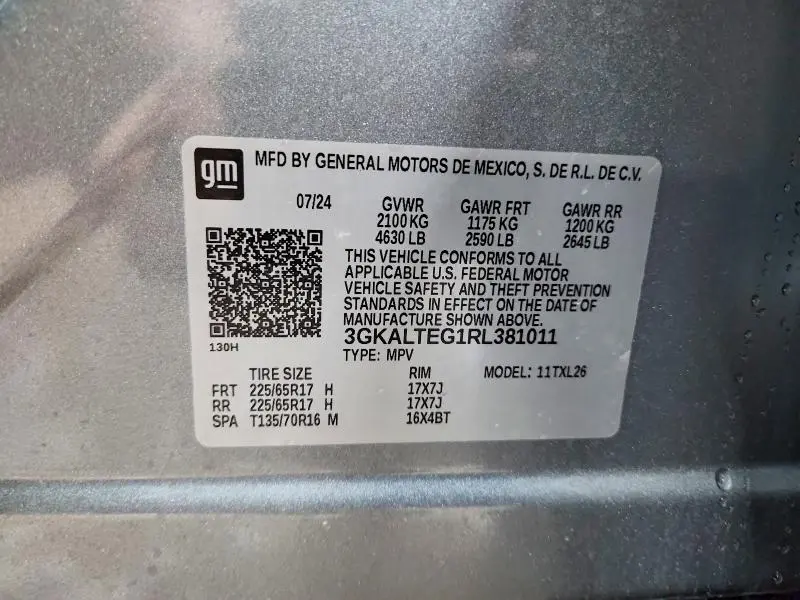 gm MFD BY GENERAL MOTORS DE MEXICO, S. DE R.L. DE C.V.
07/24 GVWR GAWR FRT GAWR RR
2100 KG 1175 KG 1200 KG
4630 LB 2590 LB 2645 LB
THIS VEHICLE CONFORMS TO ALL
APPLICABLE U.S. FEDERAL MOTOR
VEHICLE SAFETY AND THEFT PREVENTION
STANDARDS IN EFFECT ON THE DATE OF
MANUFACTURE SHOWN ABOVE.
3GKALTEG1RL381011
130H
TYPE: MPV
TIRE SIZE RIM MODEL: 11TXL26
FRT 225/65R17 H 17X7J
RR 225/65R17 H 17X7J
SPA T135/70R16 M 16X4BT